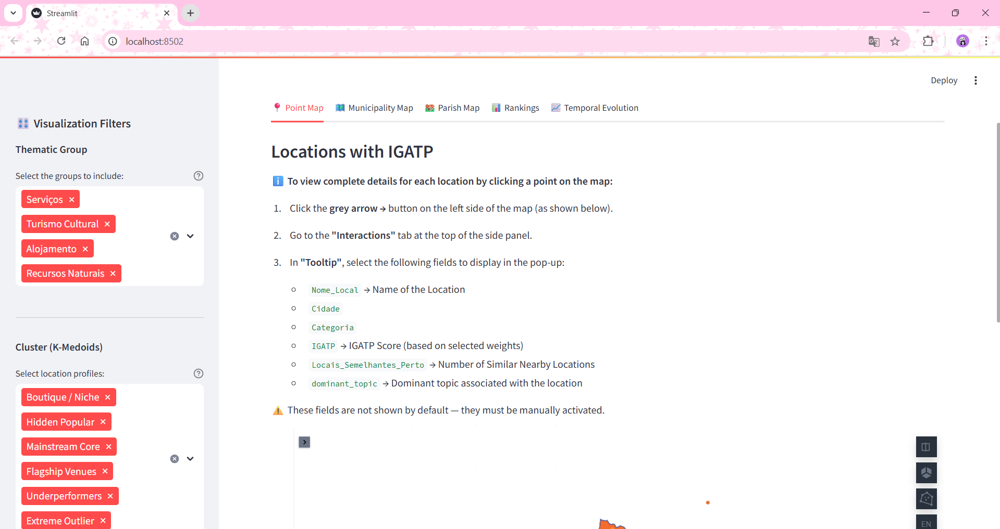 Streamlit
localhost:8502
Deploy
Visualization Filters
Thematic Group
Select the groups to include:
Serviços
Turismo Cultural
Alojamento
Recursos Naturais
Cluster (K-Medoids)
Select location profiles:
Boutique / Niche
Hidden Popular
Mainstream Core
Flagship Venues
Underperformers
Extreme Outlier
Point Map Municipality Map Parish Map Rankings Temporal Evolution
Locations with IGATP
To view complete details for each location by clicking a point on the map:
1. Click the grey arrow → button on the left side of the map (as shown below).
2. Go to the "Interactions" tab at the top of the side panel.
3. In "Tooltip", select the following fields to display in the pop-up:
Nome_Local → Name of the Location
Cidade
Categoria
IGATP → IGATP Score (based on selected weights)
Locais_Semelhantes_Perto → Number of Similar Nearby Locations
dominant_topic → Dominant topic associated with the location
These fields are not shown by default — they must be manually activated.
EN